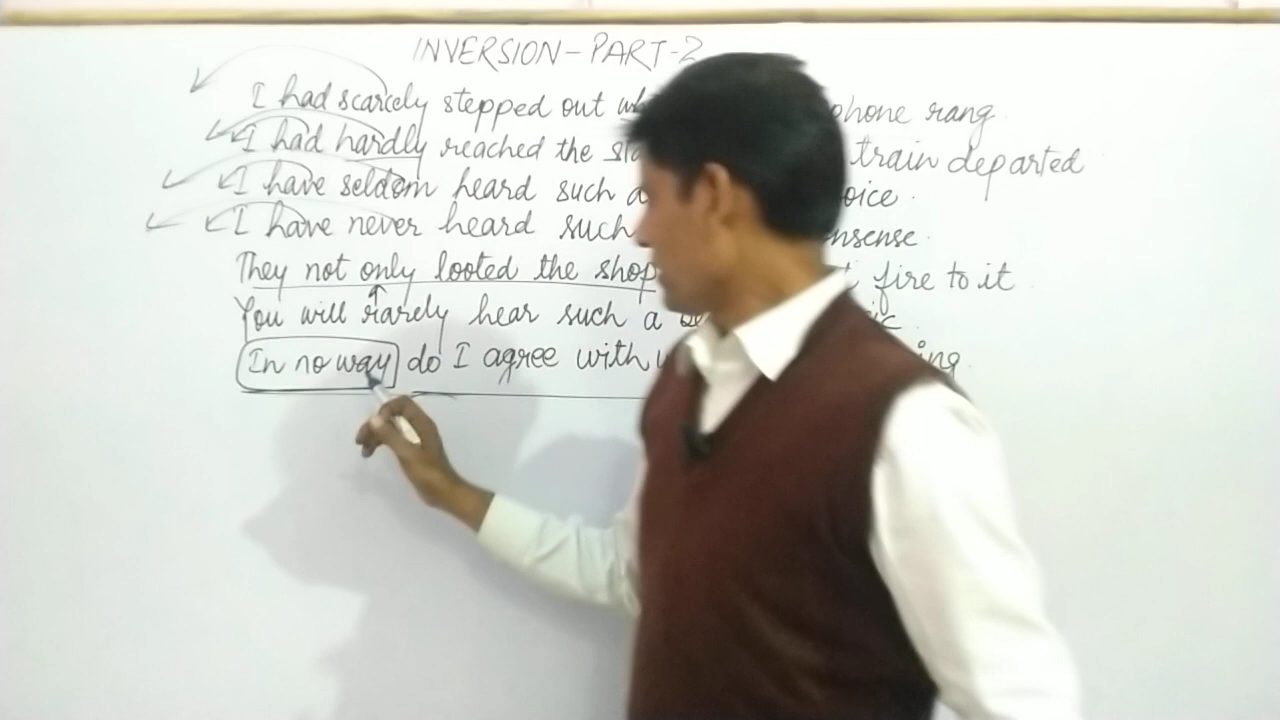 INVERSION-PART-2
I had scarcely stepped out phone rang
I had hardly reached the train departed
I have seldom heard such a
I have never heard such
They not only looted the shop fire to it
You will rarely hear such a
In no way do I agree with